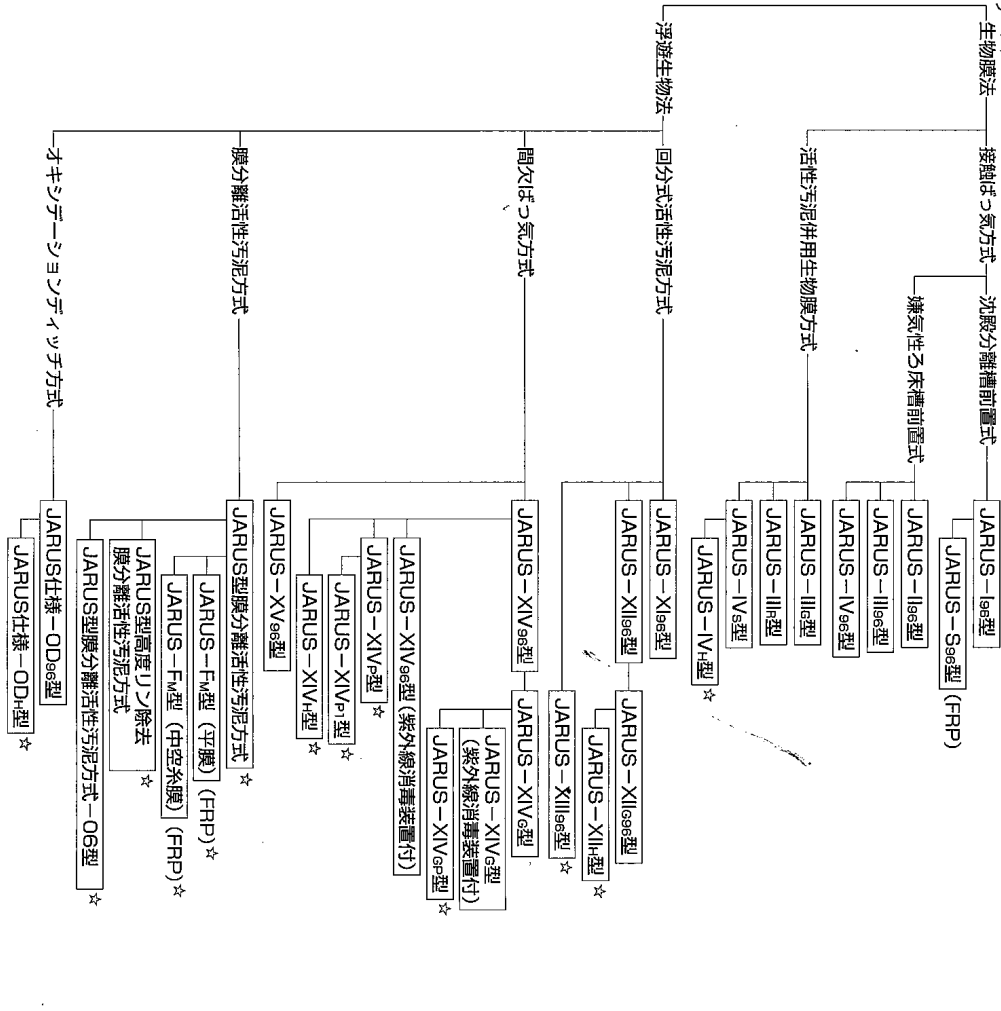 生物膜法
接触ばっ気方式
沈殿分離槽前置式
JARUS－I96型
JARUS－S96型 (FRP)
嫌気性ろ床槽前置式
JARUS－II96型
JARUS－III96型
JARUS－IV96型
活性汚泥併用生物膜方式
JARUS－IIIG型
JARUS－IIIR型
JARUS－IVS型
JARUS－IVH型 ☆
浮遊生物法
回分式活性汚泥方式
JARUS－XI96型
JARUS－XII96型
JARUS－XIIG96型
JARUS－XIIH型 ☆
JARUS－XIII96型 ☆
間欠ばっ気方式
JARUS－XIV96型
JARUS－XIVG型
JARUS－XIVG型
(紫外線消毒装置付)
JARUS－XIVGP型 ☆
JARUS－XIV96型 (紫外線消毒装置付)
JARUS－XIVP型 ☆
JARUS－XIVP1型 ☆
JARUS－XIVH型 ☆
JARUS－XV96型
膜分離活性汚泥方式
JARUS型膜分離活性汚泥方式 ☆
JARUS－FM型 (平膜) (FRP) ☆
JARUS－FM型 (中空糸膜) (FRP) ☆
JARUS型高度リン除去
膜分離活性汚泥方式 ☆
JARUS型膜分離活性汚泥方式－06型 ☆
オキシデーションディッチ方式
JARUS仕様－OD96型
JARUS仕様－ODH型 ☆